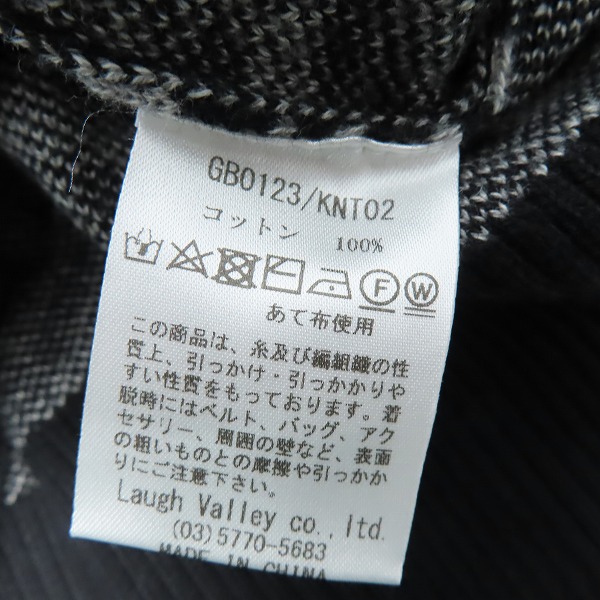 GB0123/KNT02
コットン 100%
F W
あて布使用
この商品は、糸及び編組織の性
質上、引っかけ・引っかかりや
すい性質をもっております。着
脱時にはベルト、バッグ、アク
セサリー、周囲の壁など、表面
の粗いものとの摩擦や引っかか
りにご注意下さい。
Laugh Valley co., ltd.
(03)5770-5683
MADE IN CHINA